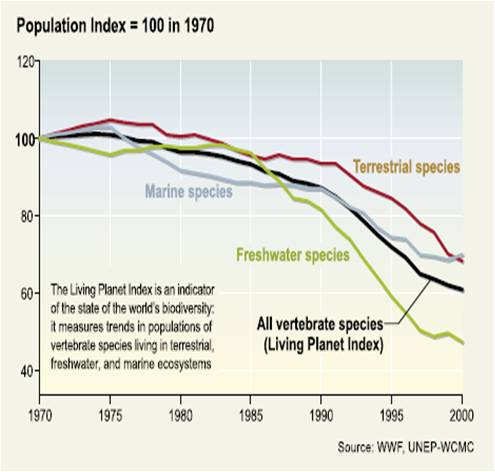 Population Index = 100 in 1970
120
100
80
60
40
Terrestrial species
Marine species
Freshwater species
The Living Planet Index is an indicator
of the state of the world's biodiversity:
it measures trends in populations of
vertebrate species living in terrestrial,
freshwater, and marine ecosystems
All vertebrate species
(Living Planet Index)
1970 1975 1980 1985 1990 1995 2000
Source: WWF, UNEP-WCMC